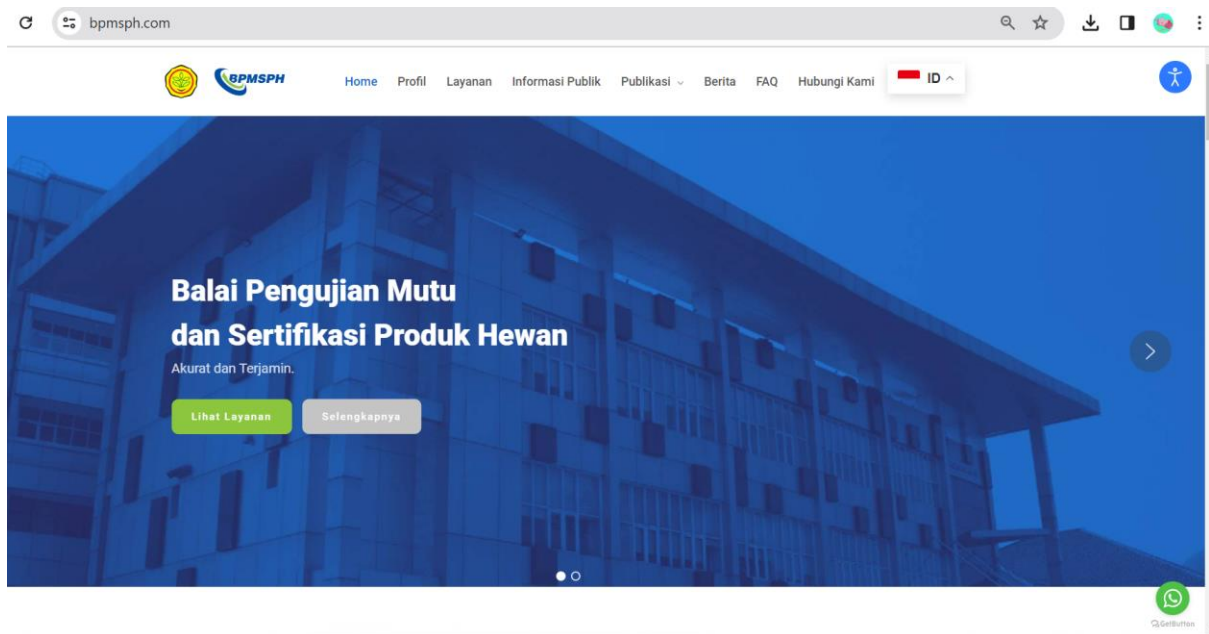 bpmsph.com
BPMSPH
Home Profil Layanan Informasi Publik Publikasi Berita FAQ Hubungi Kami ID
Balai Pengujian Mutu
dan Sertifikasi Produk Hewan
Akurat dan Terjamin.
Lihat Layanan Selengkapnya
GetButton